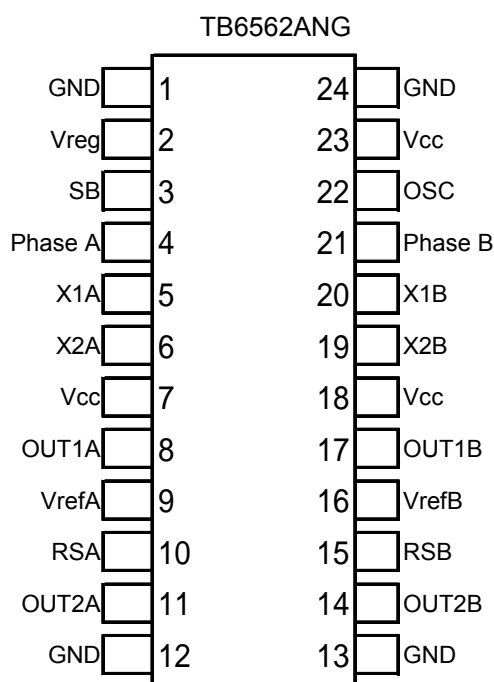 TB6562ANG
GND 1 24 GND
Vreg 2 23 Vcc
SB 3 22 OSC
Phase A 4 21 Phase B
X1A 5 20 X1B
X2A 6 19 X2B
Vcc 7 18 Vcc
OUT1A 8 17 OUT1B
VrefA 9 16 VrefB
RSA 10 15 RSB
OUT2A 11 14 OUT2B
GND 12 13 GND